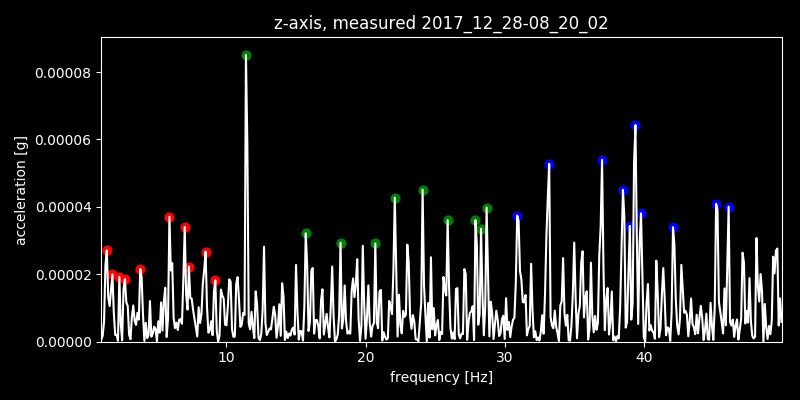 z-axis, measured 2017_12_28-08_20_02
0.00008
0.00006
0.00004
0.00002
0.00000
acceleration [g]
10 20 30 40
frequency [Hz]